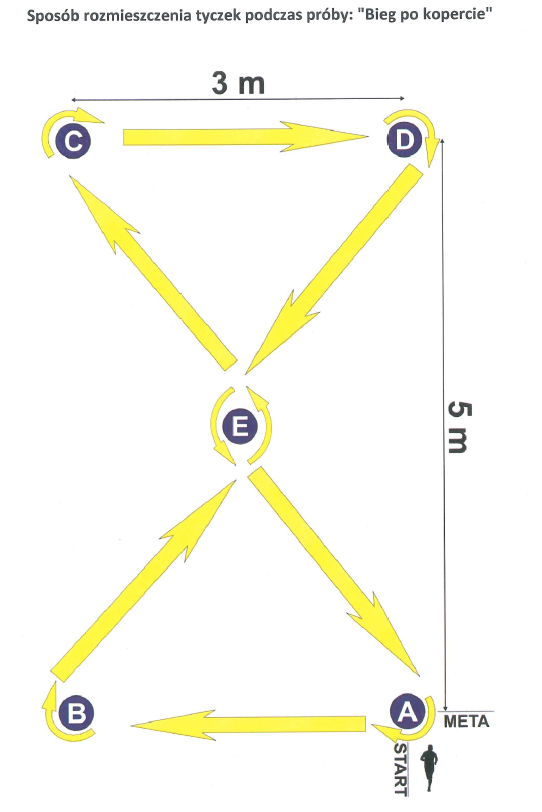 Sposób rozmieszczenia tyczek podczas próby: "Bieg po kopercie"
3 m
C
D
E
5 m
B
A
META
START